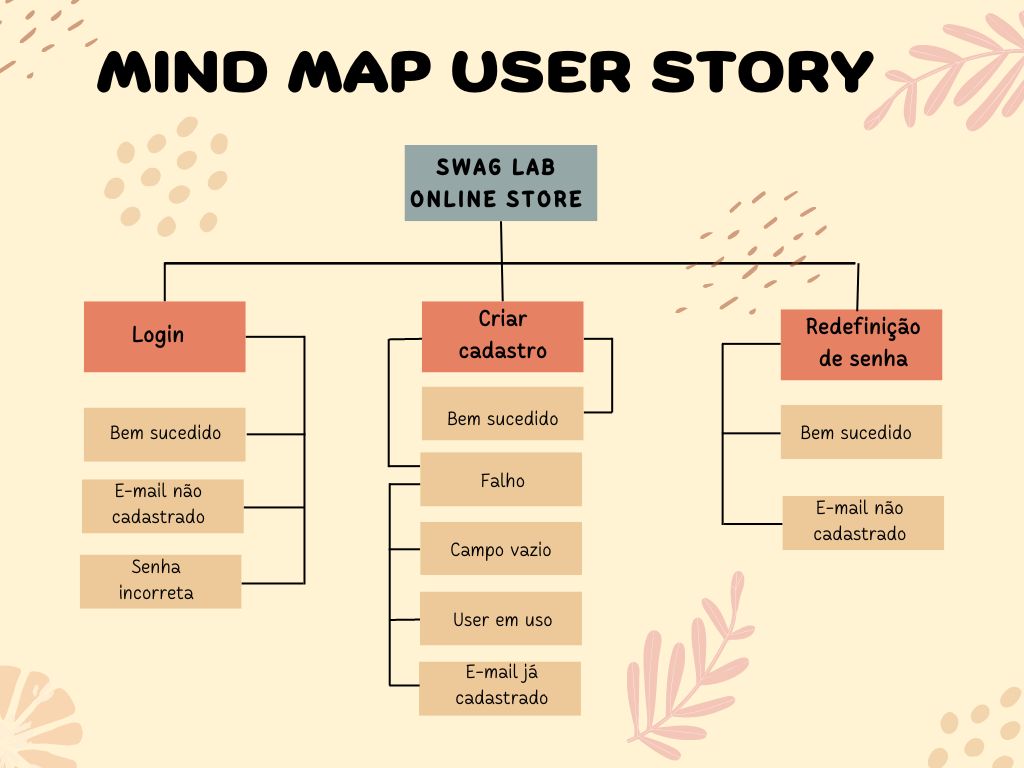 MIND MAP USER STORY
SWAG LAB
ONLINE STORE
Login
Bem sucedido
E-mail não
cadastrado
Senha
incorreta
Criar
cadastro
Bem sucedido
Falho
Campo vazio
User em uso
E-mail já
cadastrado
Redefinição
de senha
Bem sucedido
E-mail não
cadastrado